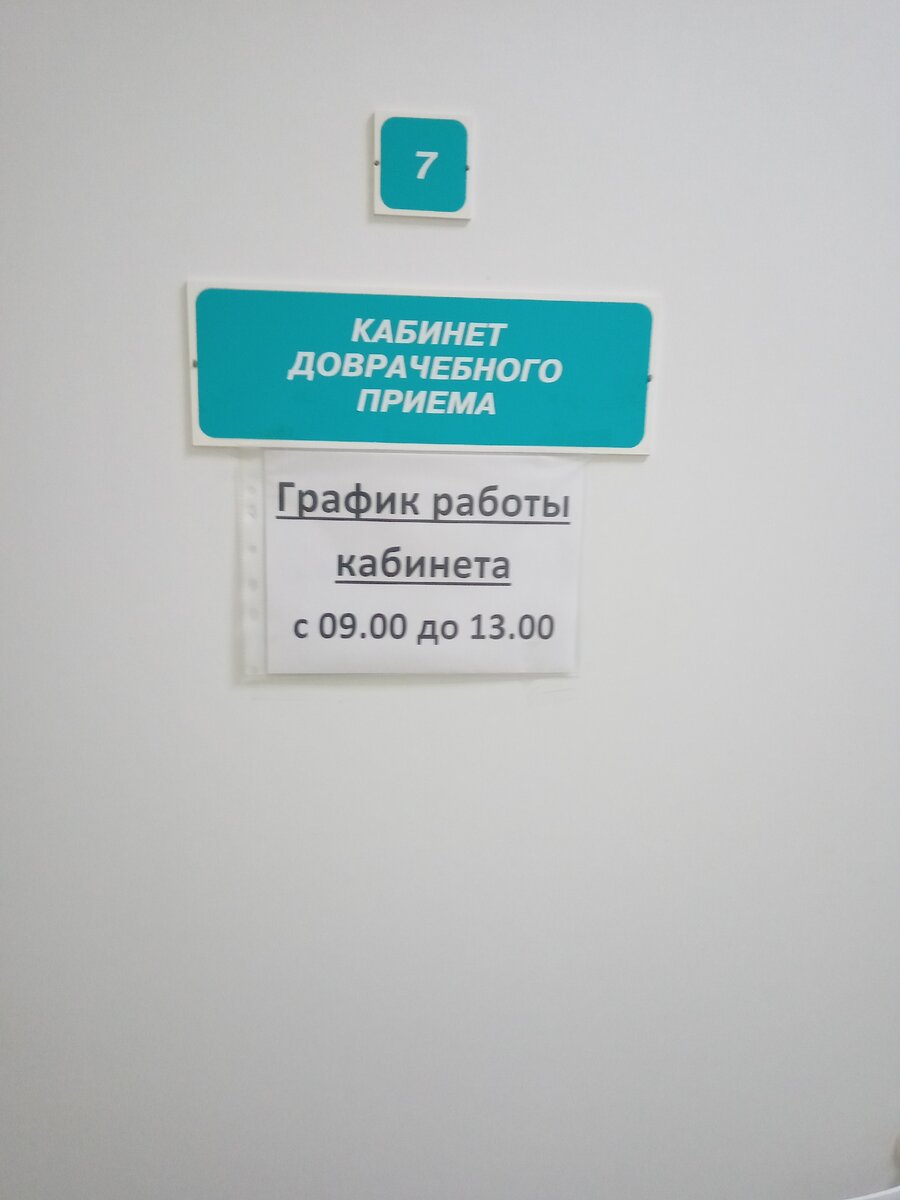 7
КАБИНЕТ
ДОВРАЧЕБНОГО
ПРИЕМА
График работы
кабинета
с 09.00 до 13.00